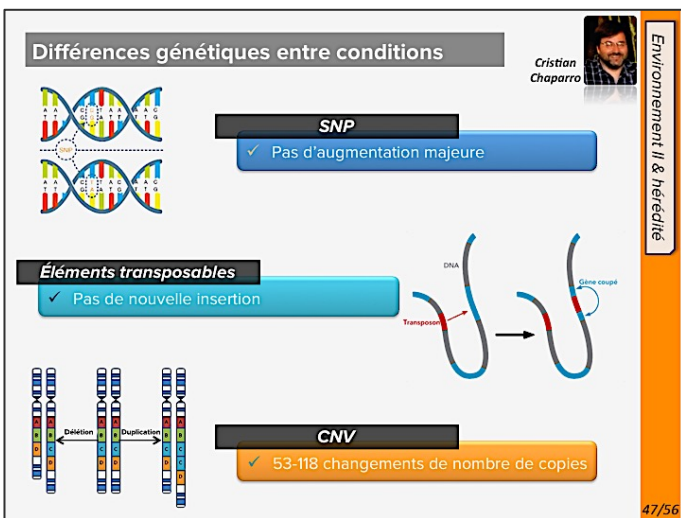 Différences génétiques entre conditions
Cristian
Chaparro
Environnement II & hérédité
SNP
✓ Pas d'augmentation majeure
SNP
Éléments transposables
✓ Pas de nouvelle insertion
DNA
Transposon
Gène coupé
Délétion
Duplication
A
B
D
A
B
C
D
A
B
C
C
D
CNV
✓ 53-118 changements de nombre de copies
47/56